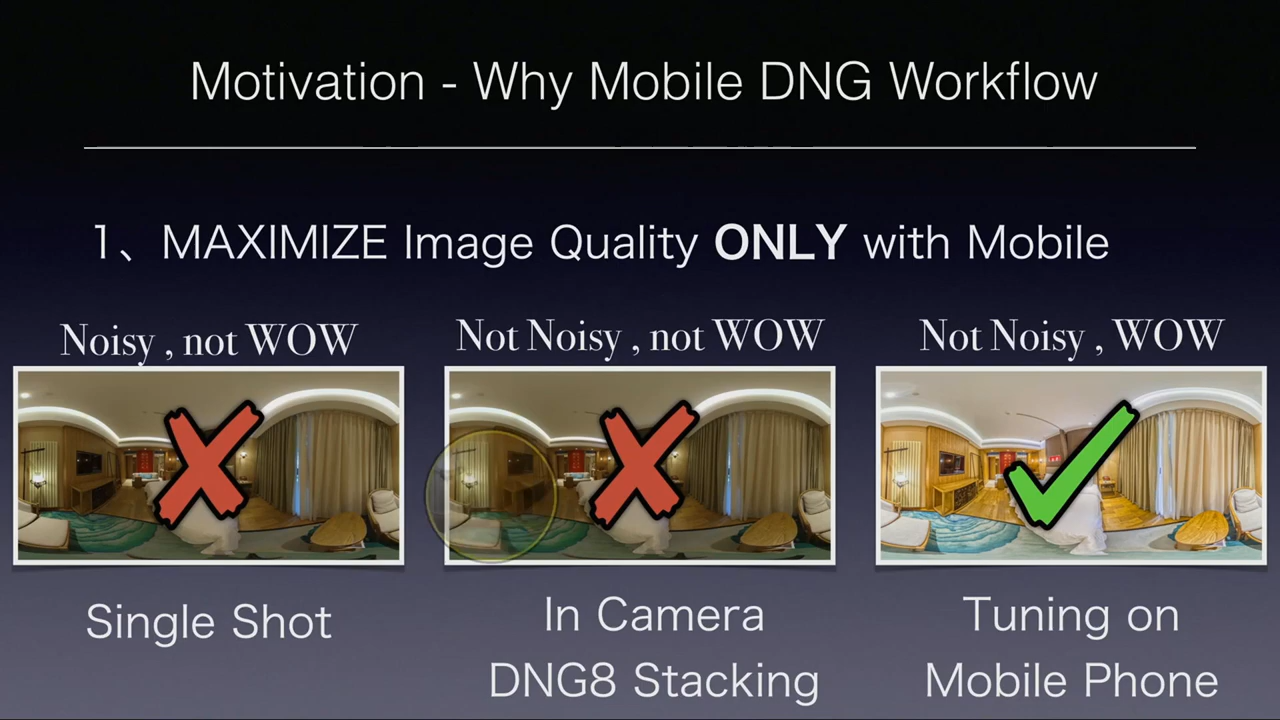 Motivation - Why Mobile DNG Workflow
1、MAXIMIZE Image Quality ONLY with Mobile
Noisy , not WOW
Not Noisy , not WOW
Not Noisy , WOW
Single Shot
In Camera
DNG8 Stacking
Tuning on
Mobile Phone